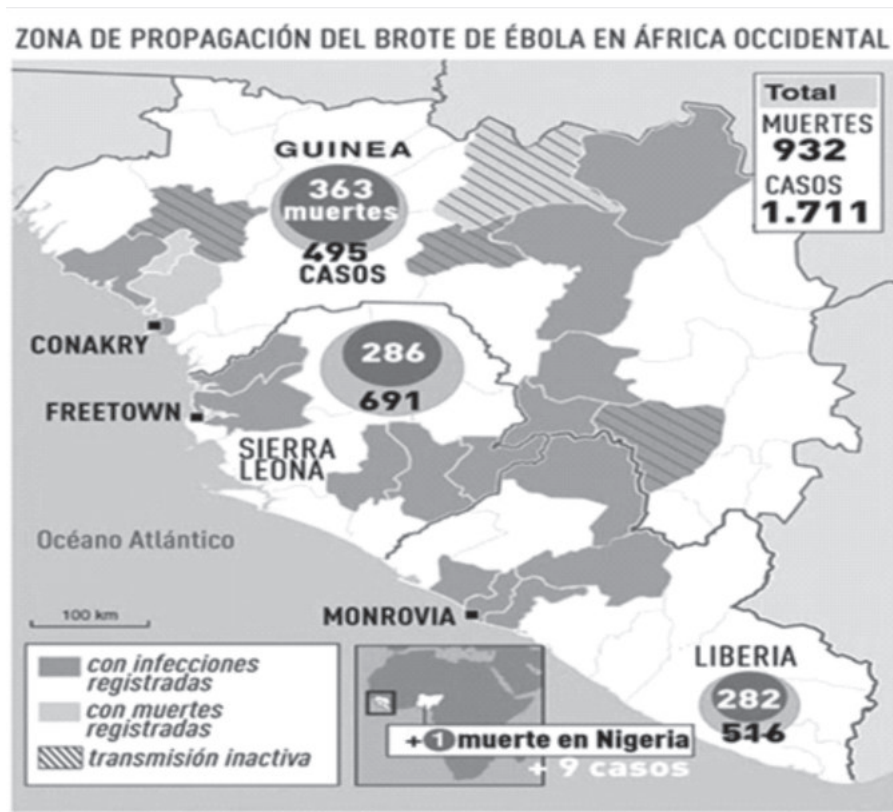 ZONA DE PROPAGACIÓN DEL BROTE DE ÉBOLA EN ÁFRICA OCCIDENTAL
Total
MUERTES
932
CASOS
1.711
GUINEA
363
muertes
495
CASOS
CONAKRY
286
691
FREETOWN
SIERRA
LEONA
Océano Atlántico
100 km
MONROVIA
LIBERIA
282
516
con infecciones
registradas
con muertes
registradas
transmisión inactiva
+ 1 muerte en Nigeria
+ 9 casos